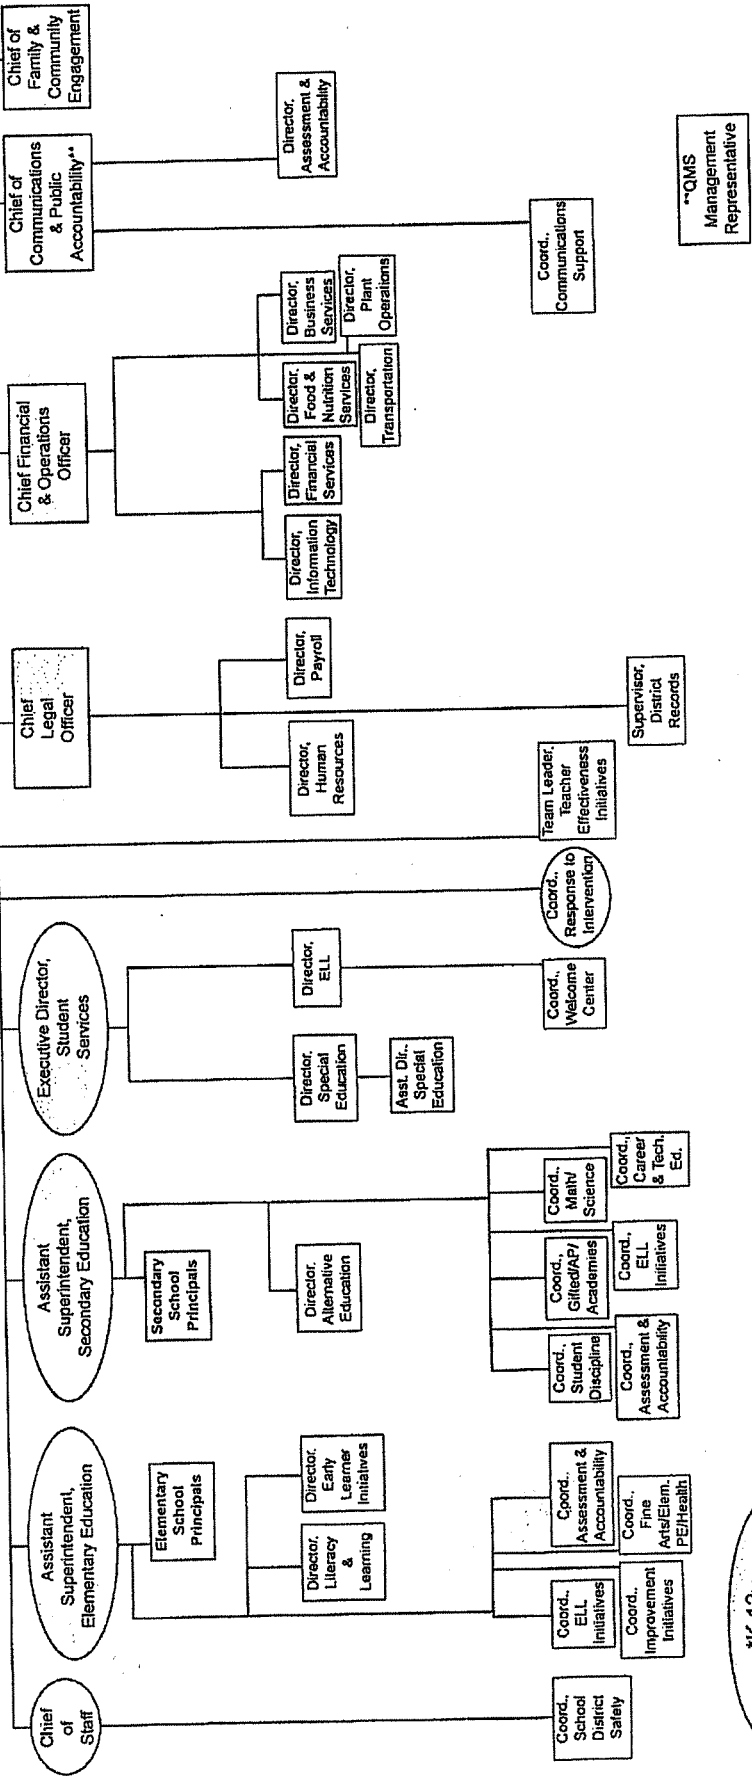 Chief
of
Staff
Assistant
Superintendent,
Elementary Education
Assistant
Superintendent,
Secondary Education
Executive Director,
Student
Services
Chief
Legal
Officer
Chief Financial
& Operations
Officer
Chief of
Communications
& Public
Accountability**
Chief of
Family &
Community
Engagement
Elementary
School
Principals
Secondary
School
Principals
Director,
Literacy
&
Learning
Director,
Early
Learner
Initiatives
Director,
Alternative
Education
Director,
Special
Education
Asst. Dir.,
Special
Education
Director,
ELL
Director,
Human
Resources
Director,
Payroll
Director,
Information
Technology
Director,
Financial
Services
Director,
Food &
Nutrition
Services
Director,
Business
Services
Director,
Transportation
Director,
Plant
Operations
Director,
Assessment &
Accountability
Coord.,
School
District
Safety
Coord.,
ELL
Initiatives
Coord.,
Improvement
Initiatives
Coord.,
Assessment &
Accountability
Coord.,
Fine
Arts/Elem.
PE/Health
Coord.,
Student
Discipline
Coord.,
Assessment &
Accountability
Coord.,
Gifted/AP/
Academies
Coord.,
ELL
Initiatives
Coord.,
Math/
Science
Coord.,
Career
& Tech.
Ed.
Coord.,
Welcome
Center
Coord.,
Response to
Intervention
Team Leader,
Teacher
Effectiveness
Initiatives
Supervisor,
District
Records
Coord.,
Communications
Support
**QMS
Management
Representative